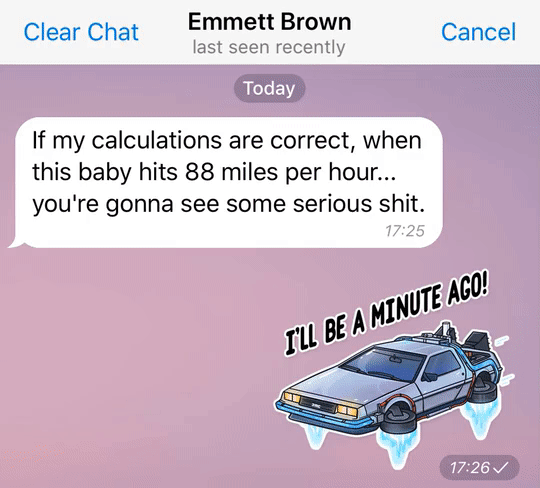 Clear Chat
Emmett Brown
Cancel
last seen recently
Today
If my calculations are correct, when
this baby hits 88 miles per hour...
you're gonna see some serious shit.
17:25
I'LL BE A MINUTE AGO!
17:26